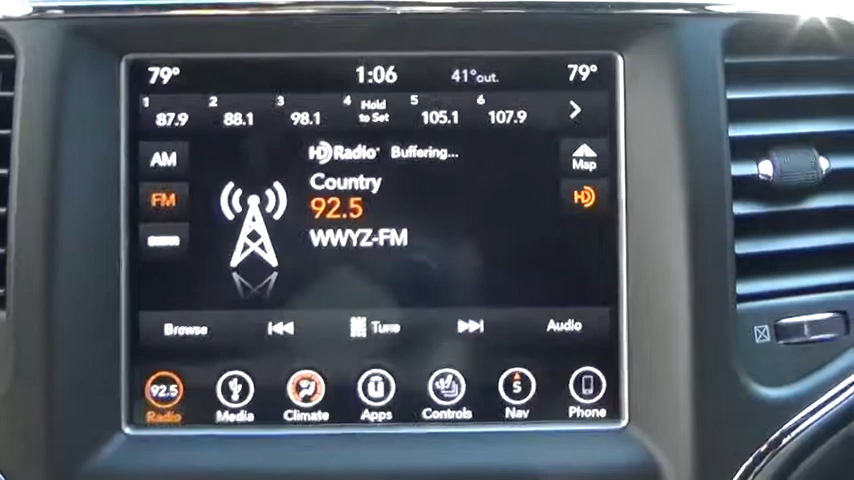 79° 1:06 41°out. 79°
1 87.9 2 88.1 3 98.1 4 Hold to Set 5 105.1 6 107.9
AM
HD Radio Buffering...
Map
Country
FM
92.5
HD
WWYZ-FM
Browse Tune Audio
92.5 S
Radio Media Climate Apps Controls Nav Phone